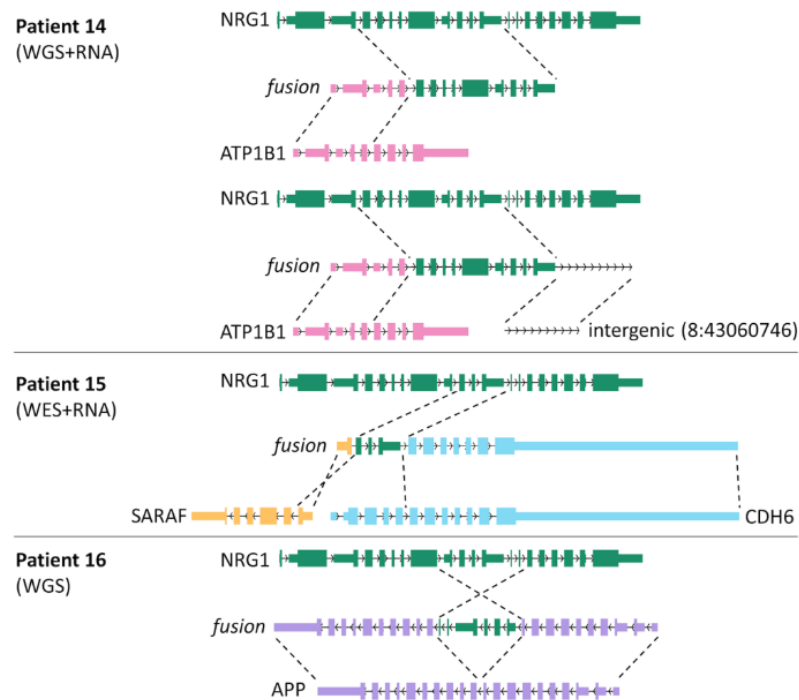 Patient 14
(WGS+RNA)
NRG1
fusion
ATP1B1
NRG1
fusion
ATP1B1
intergenic (8:43060746)
Patient 15
(WES+RNA)
NRG1
fusion
SARAF
CDH6
Patient 16
(WGS)
NRG1
fusion
APP